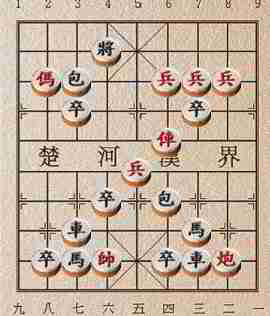 1 2 3 4 5 6 7 8 9
將
傌 包 兵 兵 兵
卒 卒
俥
楚 河 漢 界
兵
卒 包
車 馬
卒 馬 帥 卒 車 炮
九 八 七 六 五 四 三 二 一